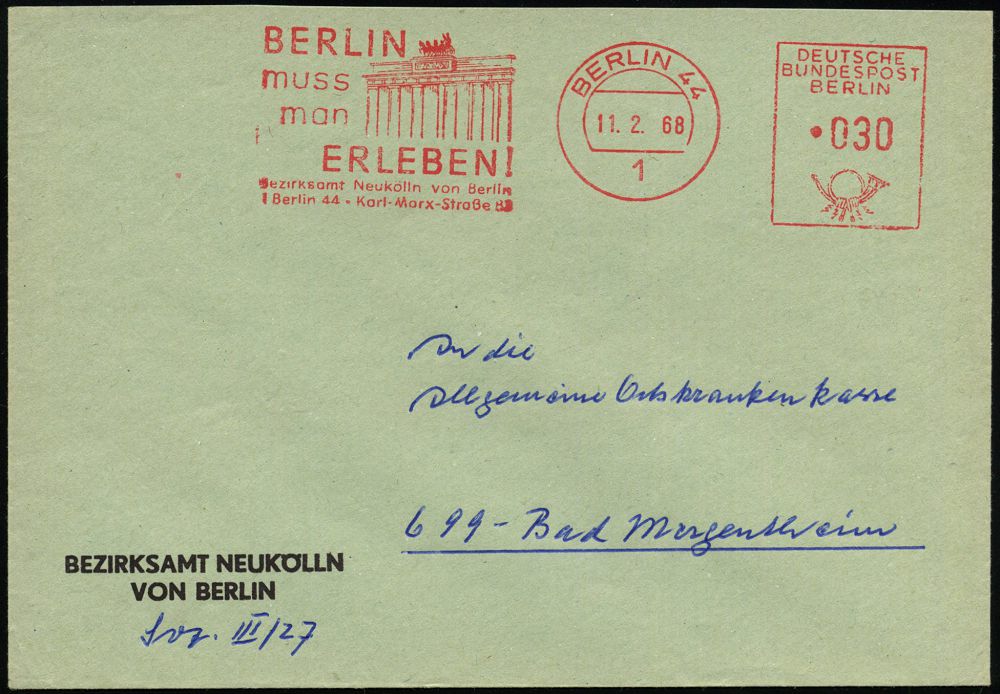 BERLIN
muss
man
ERLEBEN!
Bezirksamt Neukölln von Berlin
1 Berlin 44 - Karl-Marx-Straße 83
BERLIN 44
11. 2. 68
1
DEUTSCHE
BUNDESPOST
BERLIN
030
An die
Allgemeine Ortskrankenkasse
699 - Bad Mergentheim
BEZIRKSAMT NEUKÖLLN
VON BERLIN
Soz. III/27